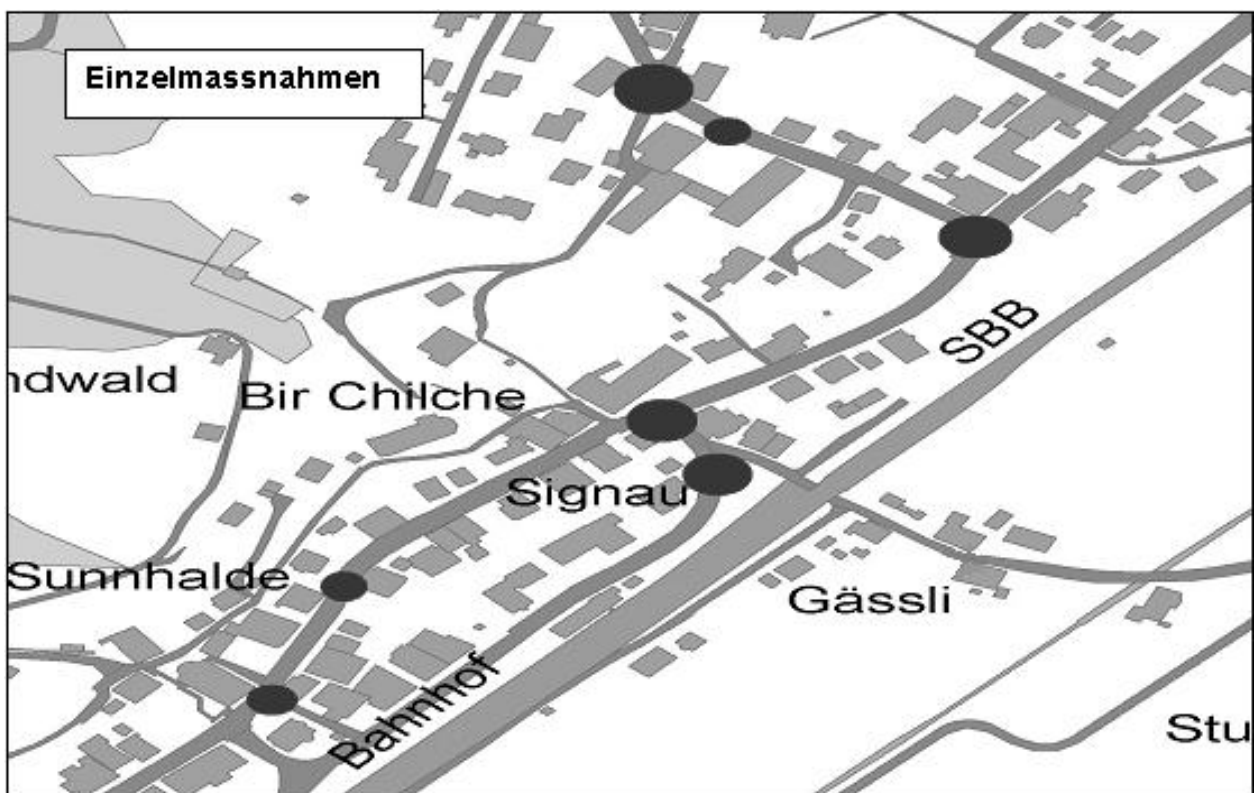 Einzelmassnahmen
SBB
ndwald
Bir Chilche
Signau
Sunnhalde
Gässli
Bahnhof
Stu